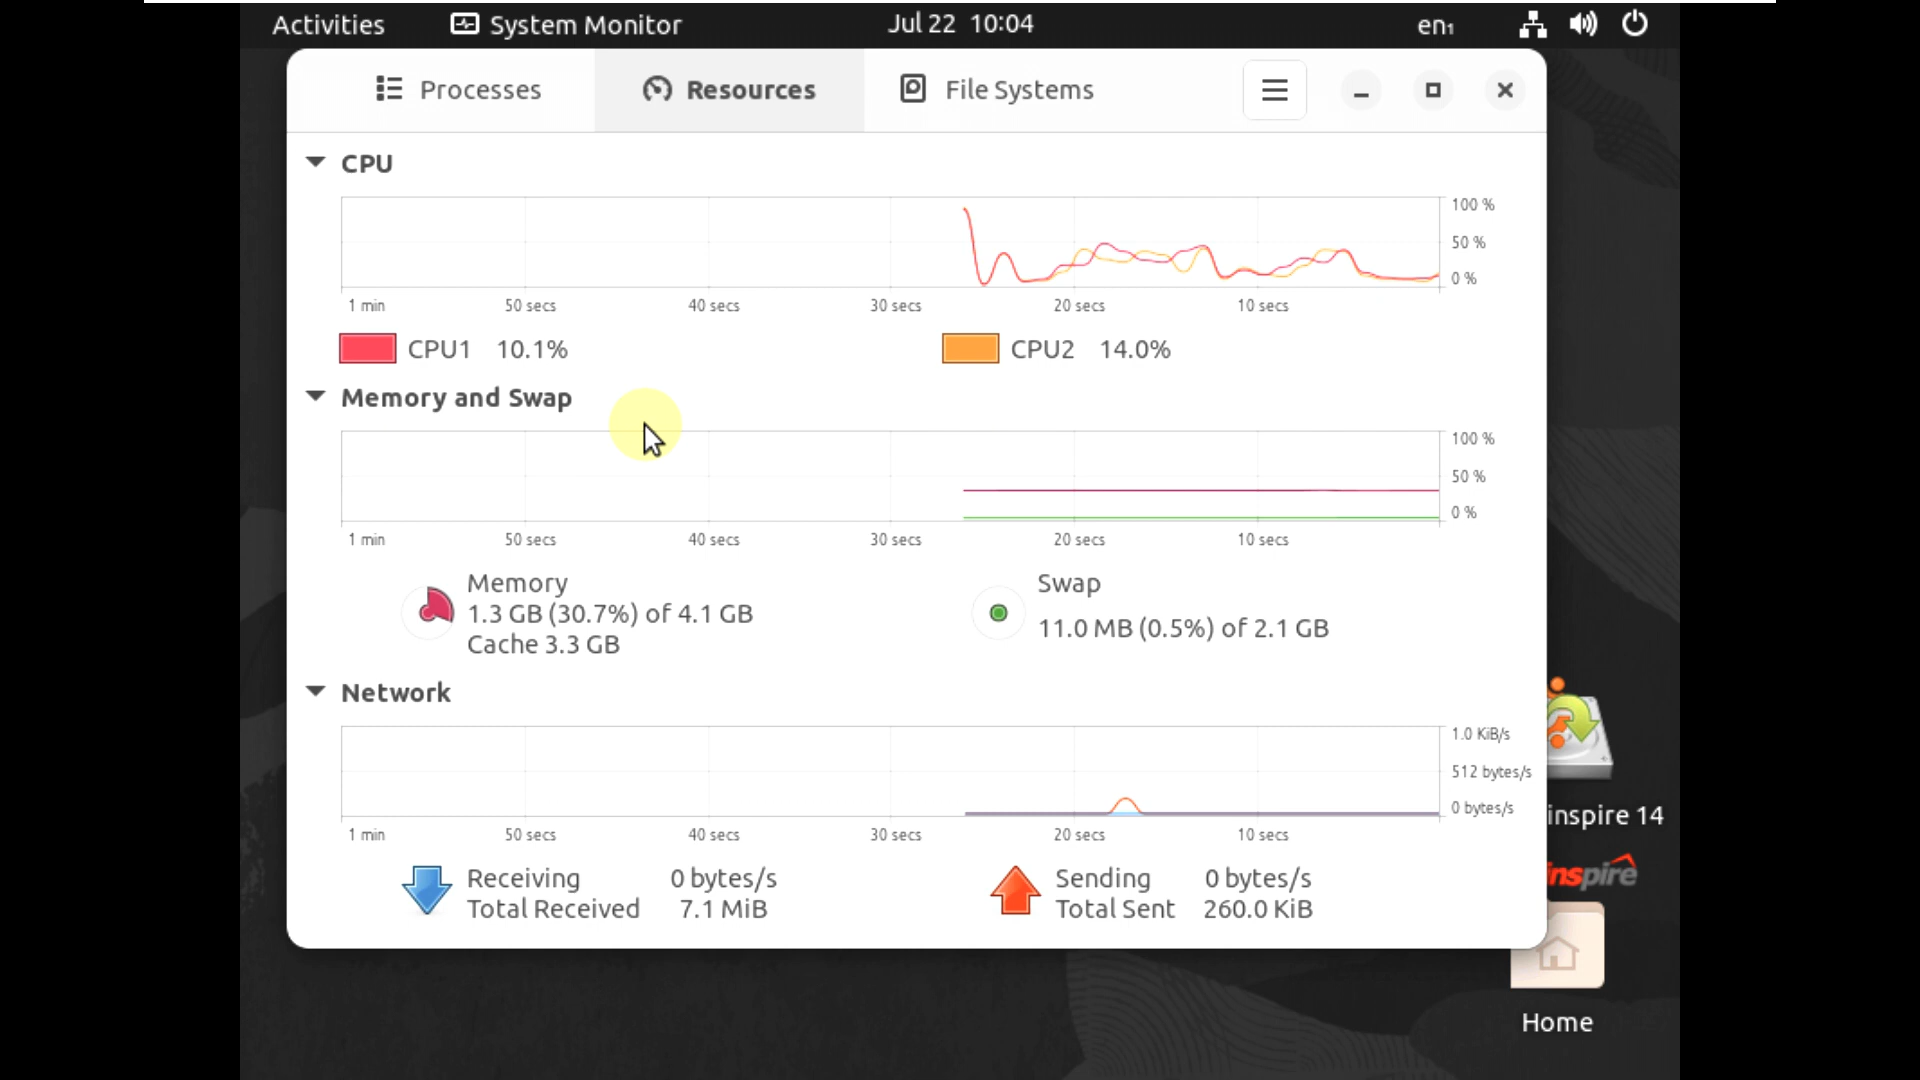 Activities System Monitor Jul 22 10:04 en₁
Processes Resources File Systems
CPU
100 %
50 %
0 %
1 min 50 secs 40 secs 30 secs 20 secs 10 secs
CPU1 10.1% CPU2 14.0%
Memory and Swap
100 %
50 %
0 %
1 min 50 secs 40 secs 30 secs 20 secs 10 secs
Memory
1.3 GB (30.7%) of 4.1 GB
Cache 3.3 GB
Swap
11.0 MB (0.5%) of 2.1 GB
Network
1.0 KiB/s
512 bytes/s
0 bytes/s
1 min 50 secs 40 secs 30 secs 20 secs 10 secs
Receiving 0 bytes/s
Total Received 7.1 MiB
Sending 0 bytes/s
Total Sent 260.0 KiB
inspire 14
inspire
Home